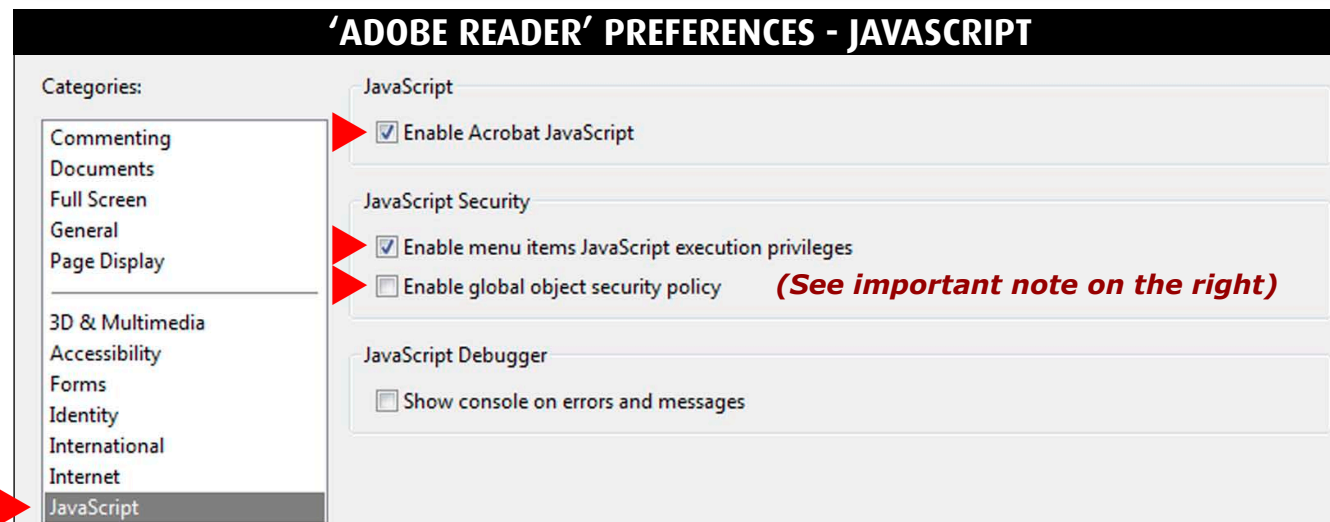 ‘ADOBE READER’ PREFERENCES - JAVASCRIPT
Categories:
Commenting
Documents
Full Screen
General
Page Display
3D & Multimedia
Accessibility
Forms
Identity
International
Internet
JavaScript
JavaScript
Enable Acrobat JavaScript
JavaScript Security
Enable menu items JavaScript execution privileges
Enable global object security policy (See important note on the right)
JavaScript Debugger
Show console on errors and messages